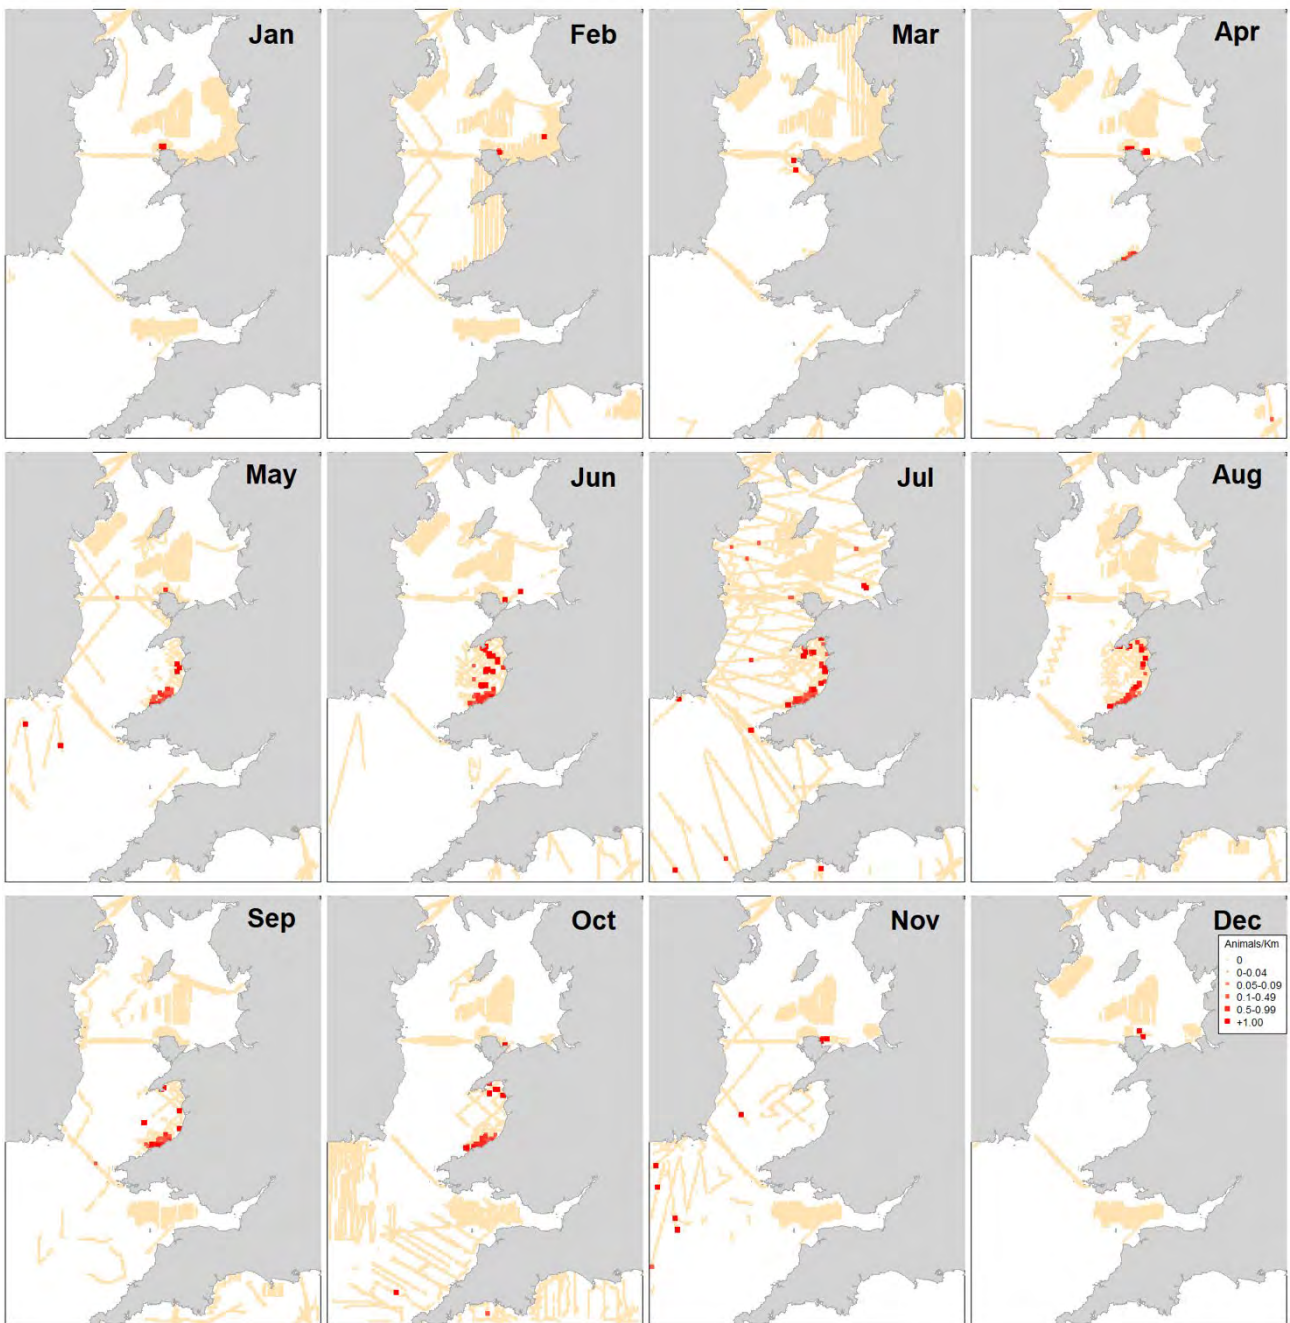 Jan
Feb
Mar
Apr
May
Jun
Jul
Aug
Sep
Oct
Nov
Dec
Animals/Km
0
0-0.04
0.05-0.09
0.1-0.49
0.5-0.99
+1.00